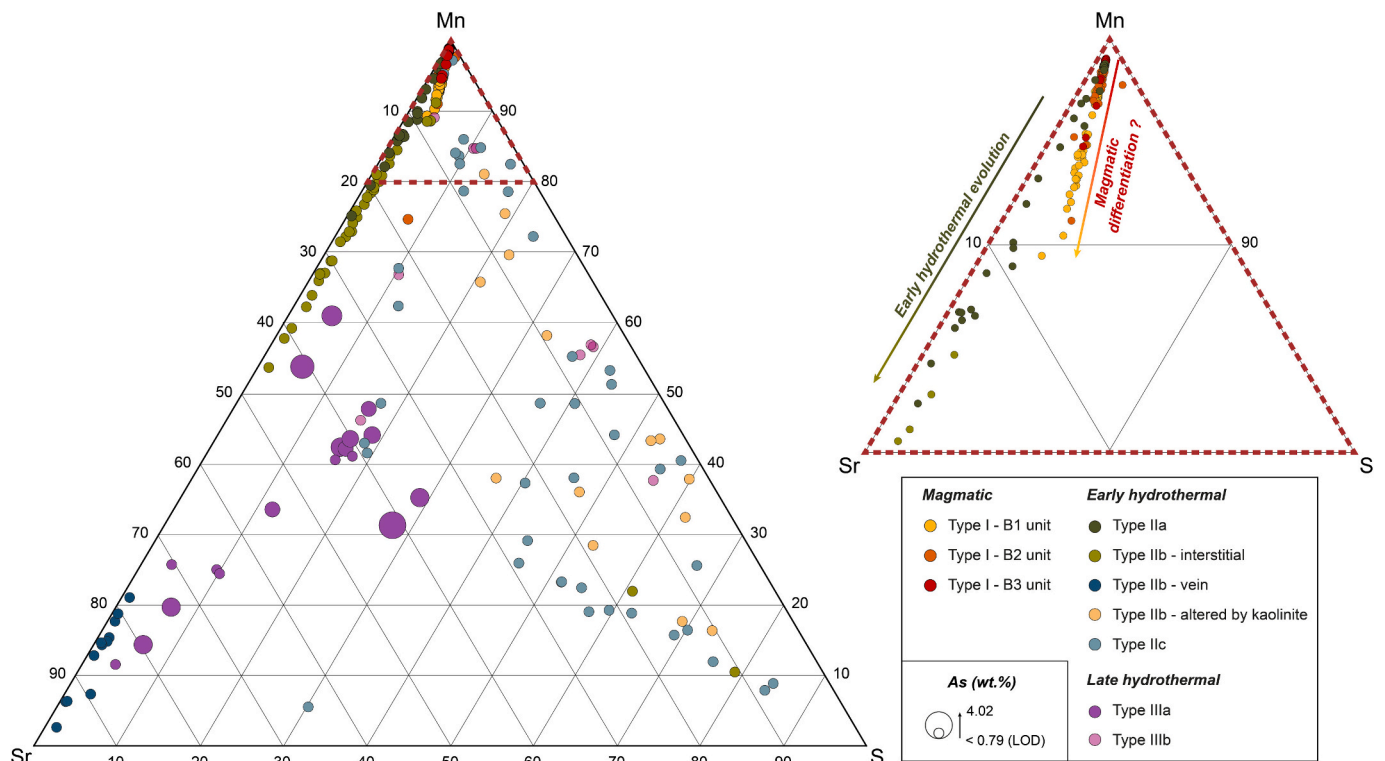 Mn
10
90
20
80
30
70
40
60
50
50
60
40
70
30
80
20
90
10
Sr
10
20
30
40
50
60
70
80
90
S
Mn
Early hydrothermal evolution
Magmatic
differentiation ?
10
90
Sr
S
Magmatic
Type I - B1 unit
Type I - B2 unit
Type I - B3 unit
As (wt.%)
4.02
< 0.79 (LOD)
Early hydrothermal
Type IIa
Type IIb - interstitial
Type IIb - vein
Type IIb - altered by kaolinite
Type IIc
Late hydrothermal
Type IIIa
Type IIIb